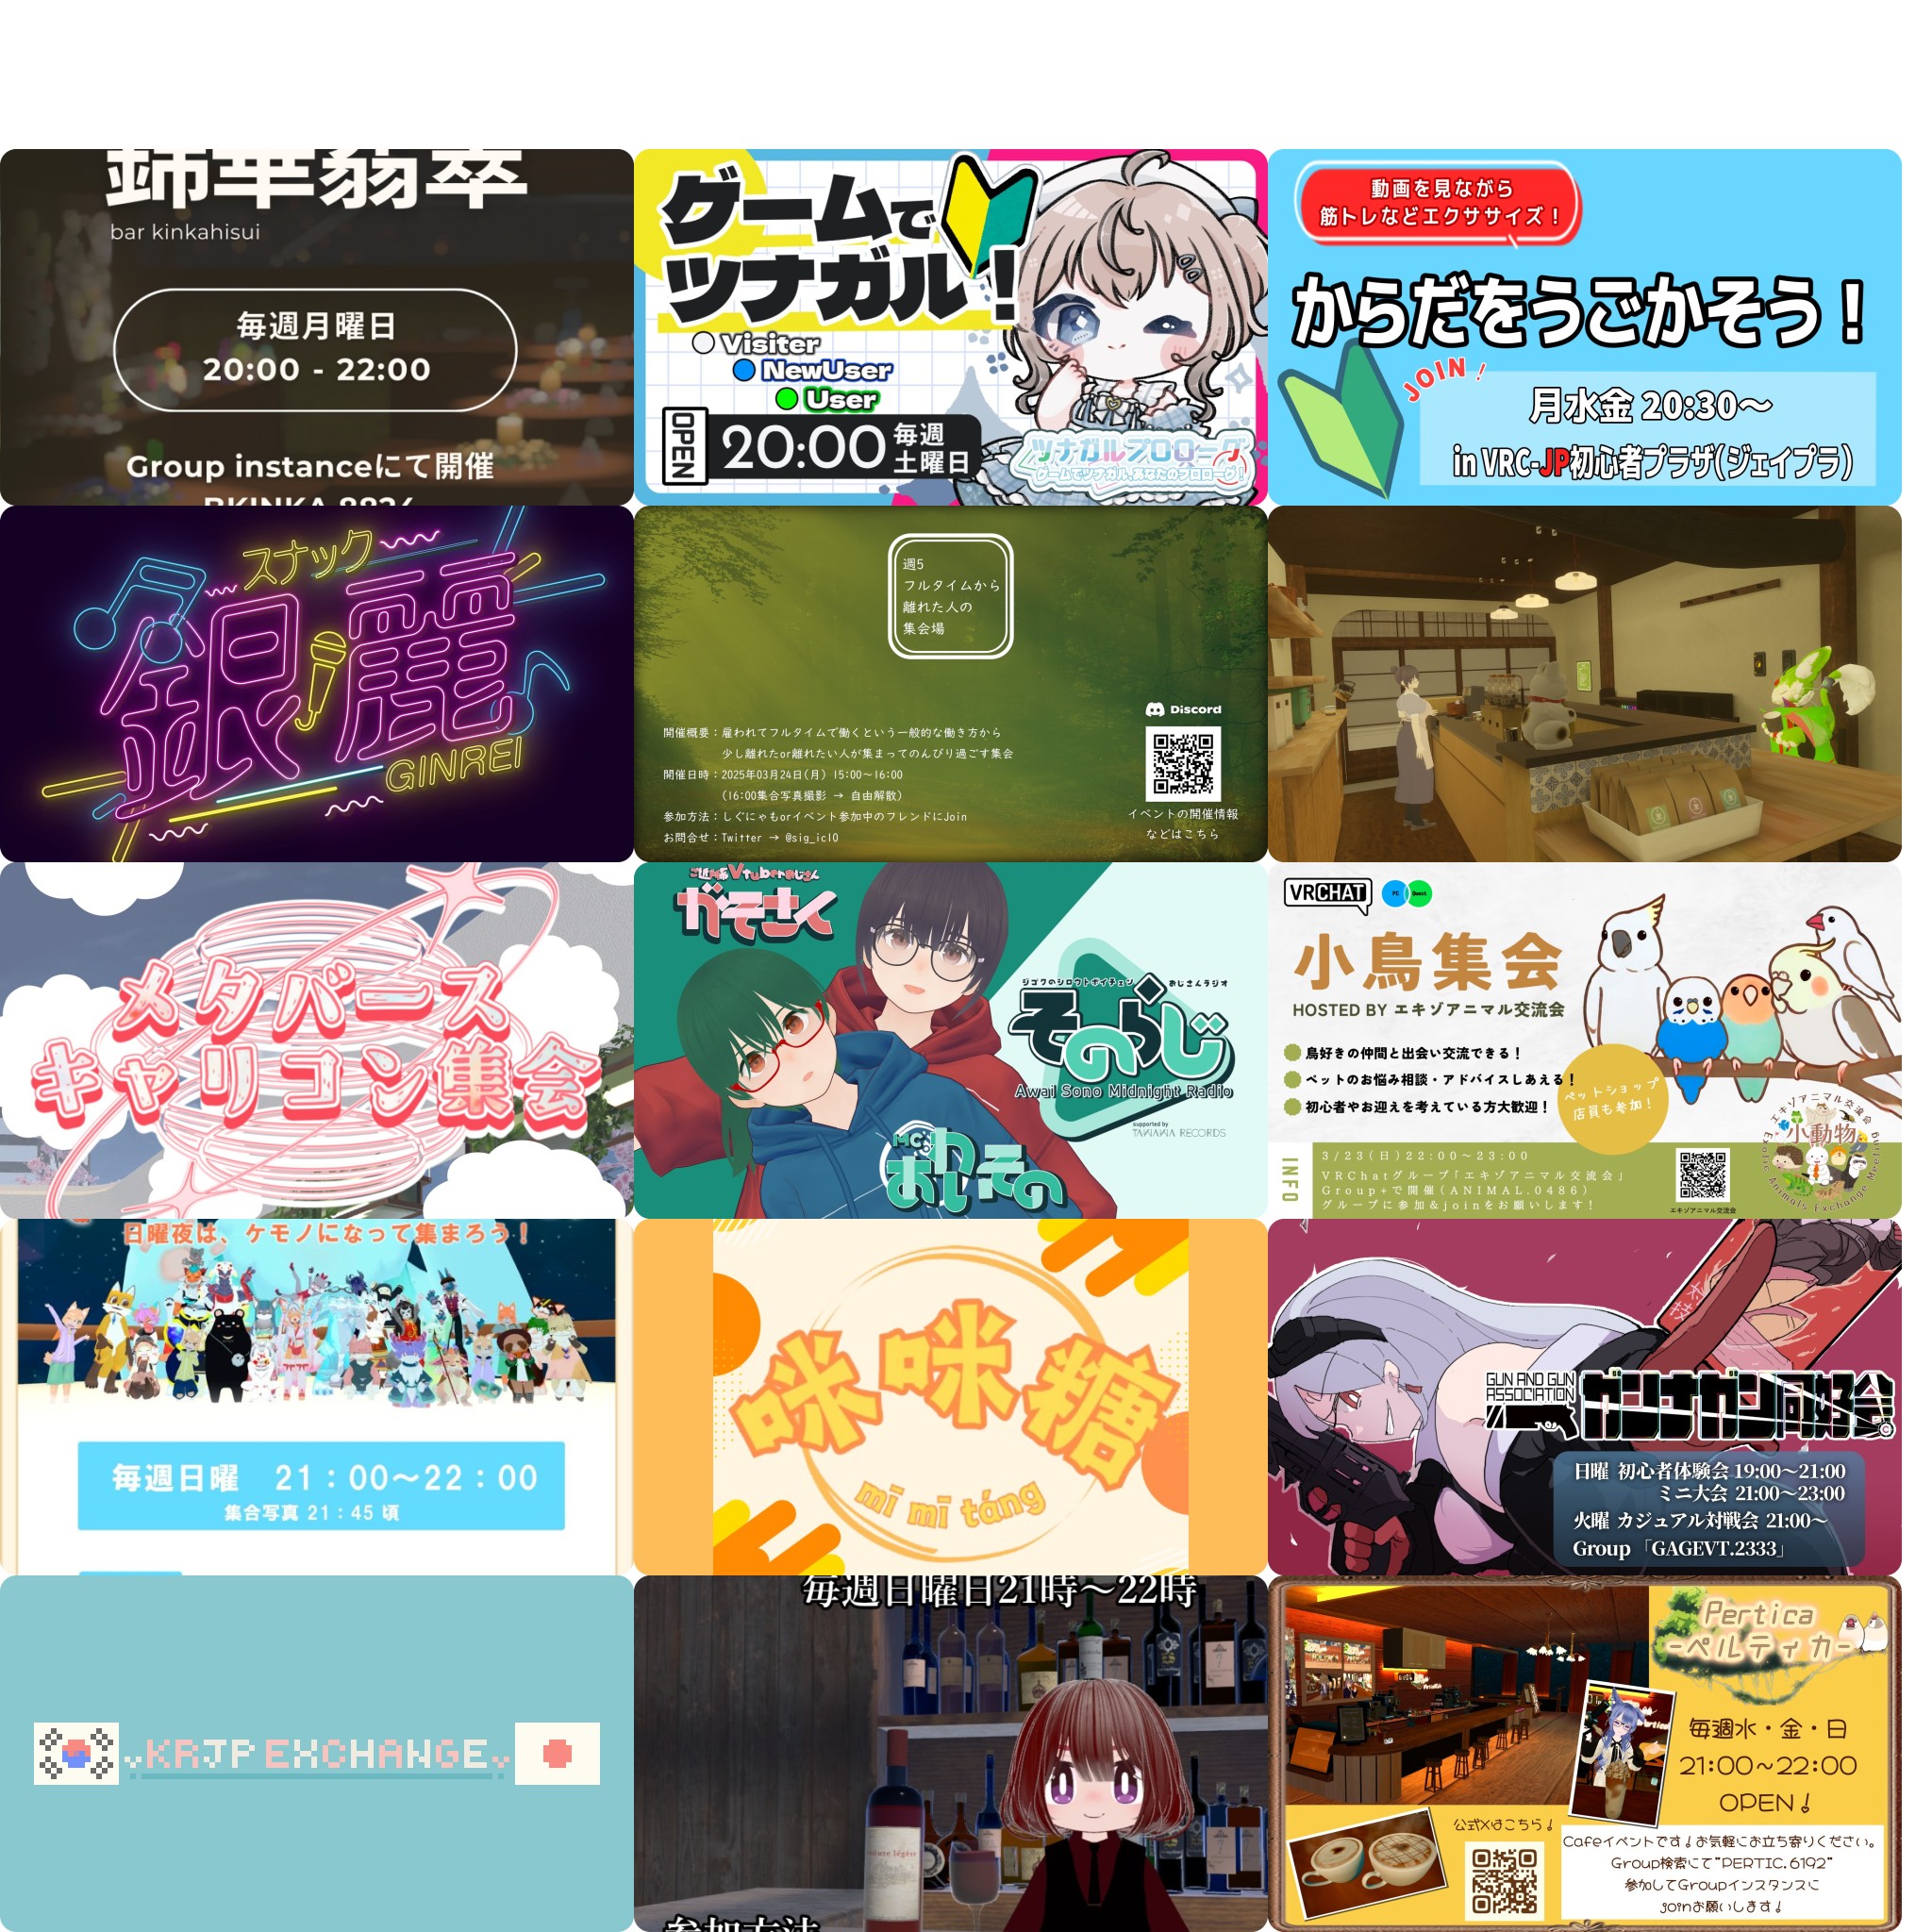 bar kinkahisui
毎週月曜日
20:00 - 22:00
Group instanceにて開催
ゲームで
ツナガル！
Visiter
NewUser
User
OPEN
20:00 毎週
土曜日
ツナガルプロローグ
ゲームでツナガル、あなたのプロローグ！
動画を見ながら
筋トレなどエクササイズ！
からだをうごかそう！
JOIN！
月水金 20:30〜
in VRC-JP初心者プラザ(ジェイプラ)
スナック
銀麗
GINREI
週5
フルタイムから
離れた人の
集会場
開催概要：雇われてフルタイムで働くという一般的な働き方から
少し離れたor離れたい人が集まってのんびり過ごす集会
開催日時：2025年03月24日(月) 15:00〜16:00
(16:00集合写真撮影 → 自由解散)
参加方法：しぐにゃもorイベント参加中のフレンドにJoin
お問合せ：Twitter → @sig_icl0
Discord
イベントの開催情報
などはこちら
メタバース
キャリコン集会
ご近所系Vtuberおじさん
がそさく
ジゴクのシロウトボイチェン おじさんラジオ
そのらじ
Awai Sono Midnight Radio
supported by
TAWAWA RECORDS
MC:
あわいその
VRCHAT
PC Quest
小鳥集会
HOSTED BY エキゾアニマル交流会
鳥好きの仲間と出会い交流できる！
ペットのお悩み相談・アドバイスしあえる！
初心者やお迎えを考えている方大歓迎！
ペットショップ
店員も参加！
INFO
3/23(日)22:00〜23:00
VRChatグループ「エキゾアニマル交流会」
Group+で開催(ANIMAL.0486)
グループに参加&joinをお願いします！
エキゾアニマル交流会
エキゾアニマル交流会
小動物
Exotic Animals Exchange Meeting
日曜夜は、ケモノになって集まろう！
毎週日曜 21：00〜22：00
集合写真 21：45 頃
咪咪糖
mī mī táng
GUN AND GUN
ASSOCIATION
ガンナガン同好会
日曜 初心者体験会 19:00〜21:00
ミニ大会 21:00〜23:00
火曜 カジュアル対戦会 21:00〜
Group 「GAGEVT.2333」
KRJP EXCHANGE
毎週日曜日21時〜22時
参加方法
Pertica
-ペルティカ-
毎週水・金・日
21:00〜22:00
OPEN！
公式Xはこちら！
Cafeイベントです！お気軽にお立ち寄りください。
Group検索にて"PERTIC.6192"
参加してGroupインスタンスに
joinお願いします！